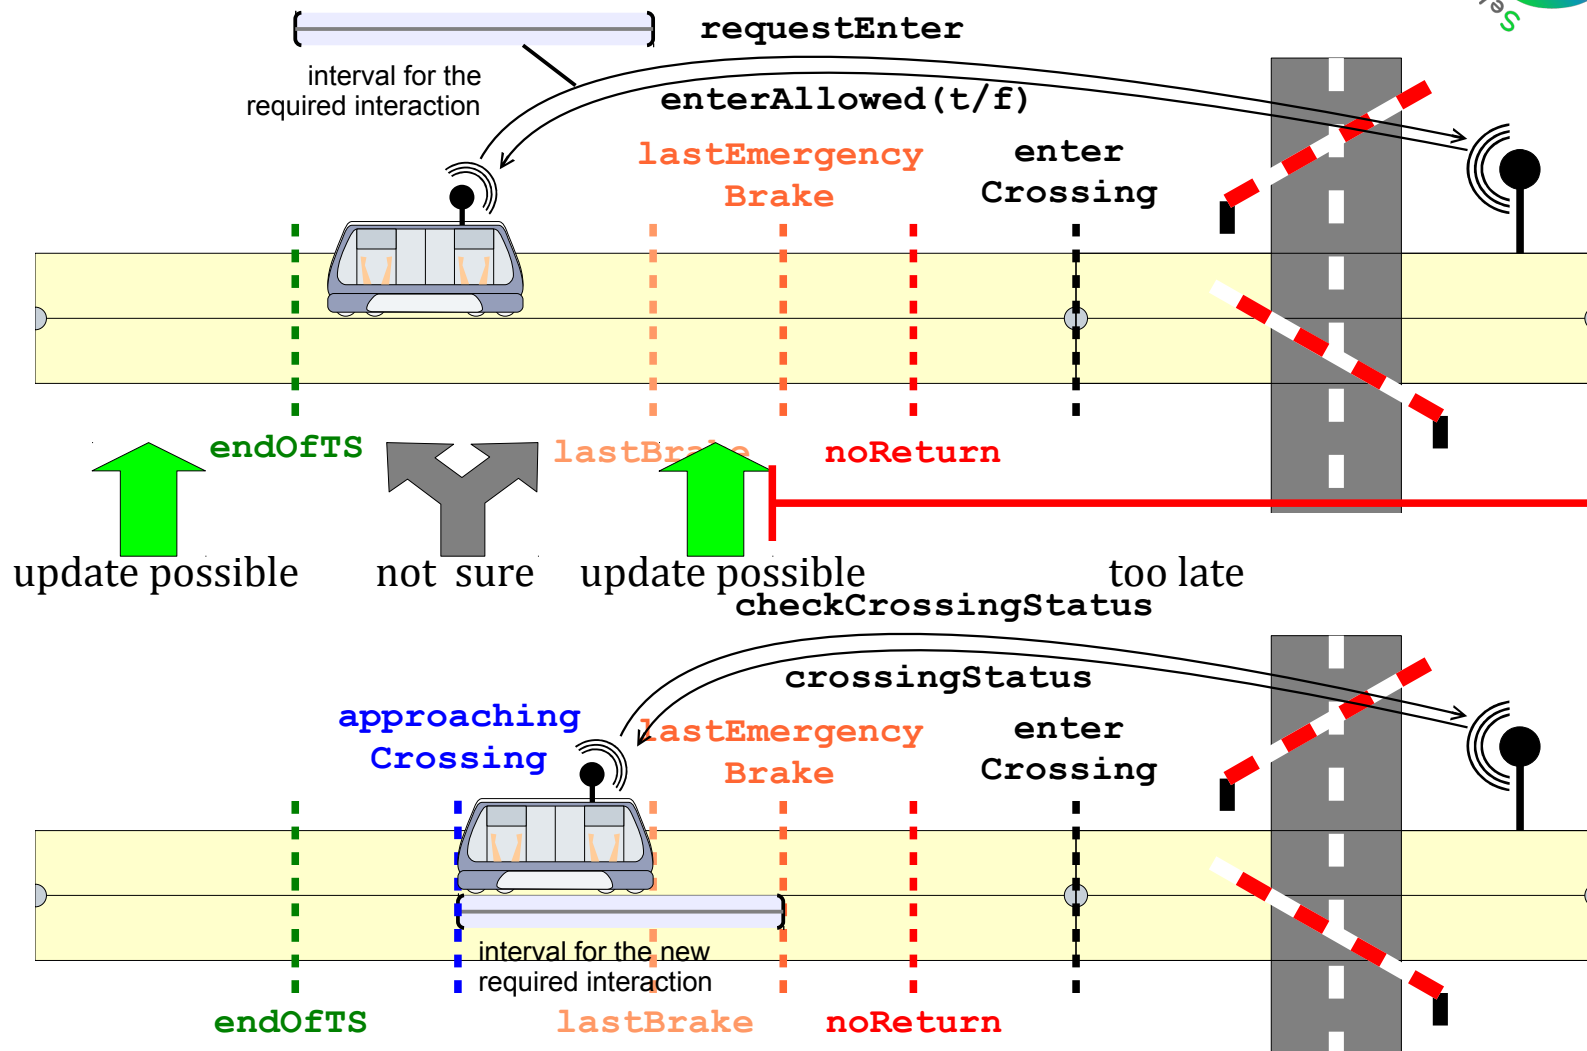 Se
requestEnter
interval for the
required interaction
enterAllowed(t/f)
lastEmergency
Brake
enter
Crossing
endOfTS
lastBrake
noReturn
update possible
not sure
update possible
too late
checkCrossingStatus
crossingStatus
approaching
Crossing
lastEmergency
Brake
enter
Crossing
interval for the new
required interaction
endOfTS
lastBrake
noReturn